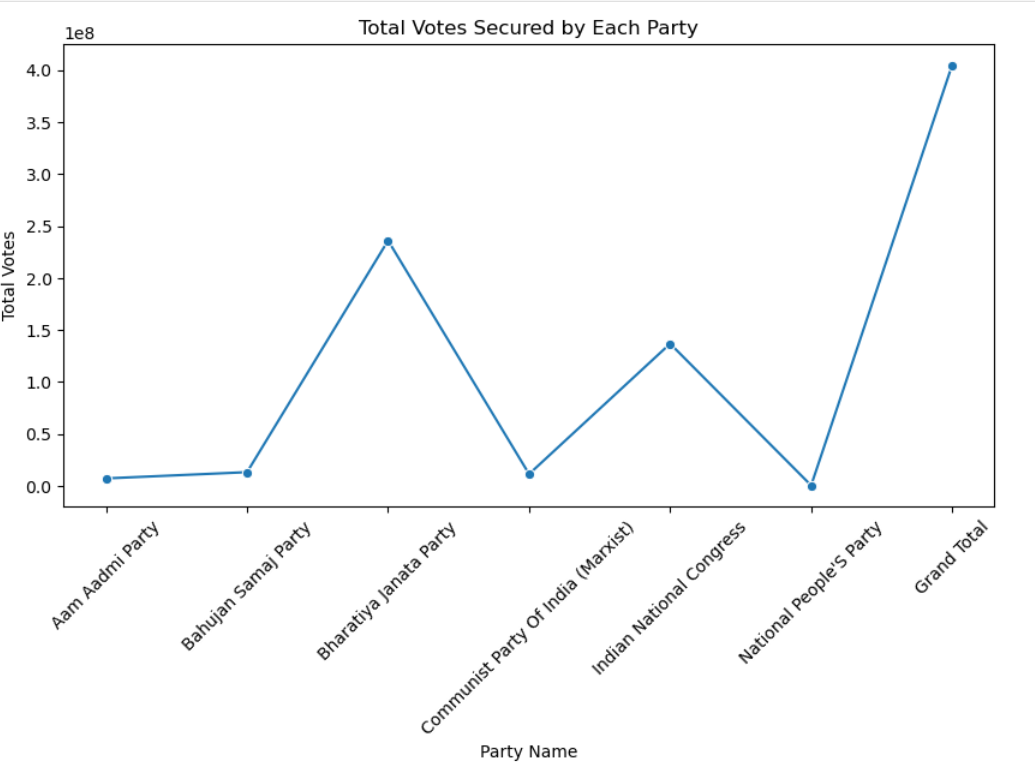 Total Votes Secured by Each Party
1e8
4.0
3.5
3.0
2.5
2.0
1.5
1.0
0.5
0.0
Total Votes
Aam Aadmi Party
Bahujan Samaj Party
Bharatiya Janata Party
Communist Party Of India (Marxist)
Indian National Congress
National People'S Party
Grand Total
Party Name